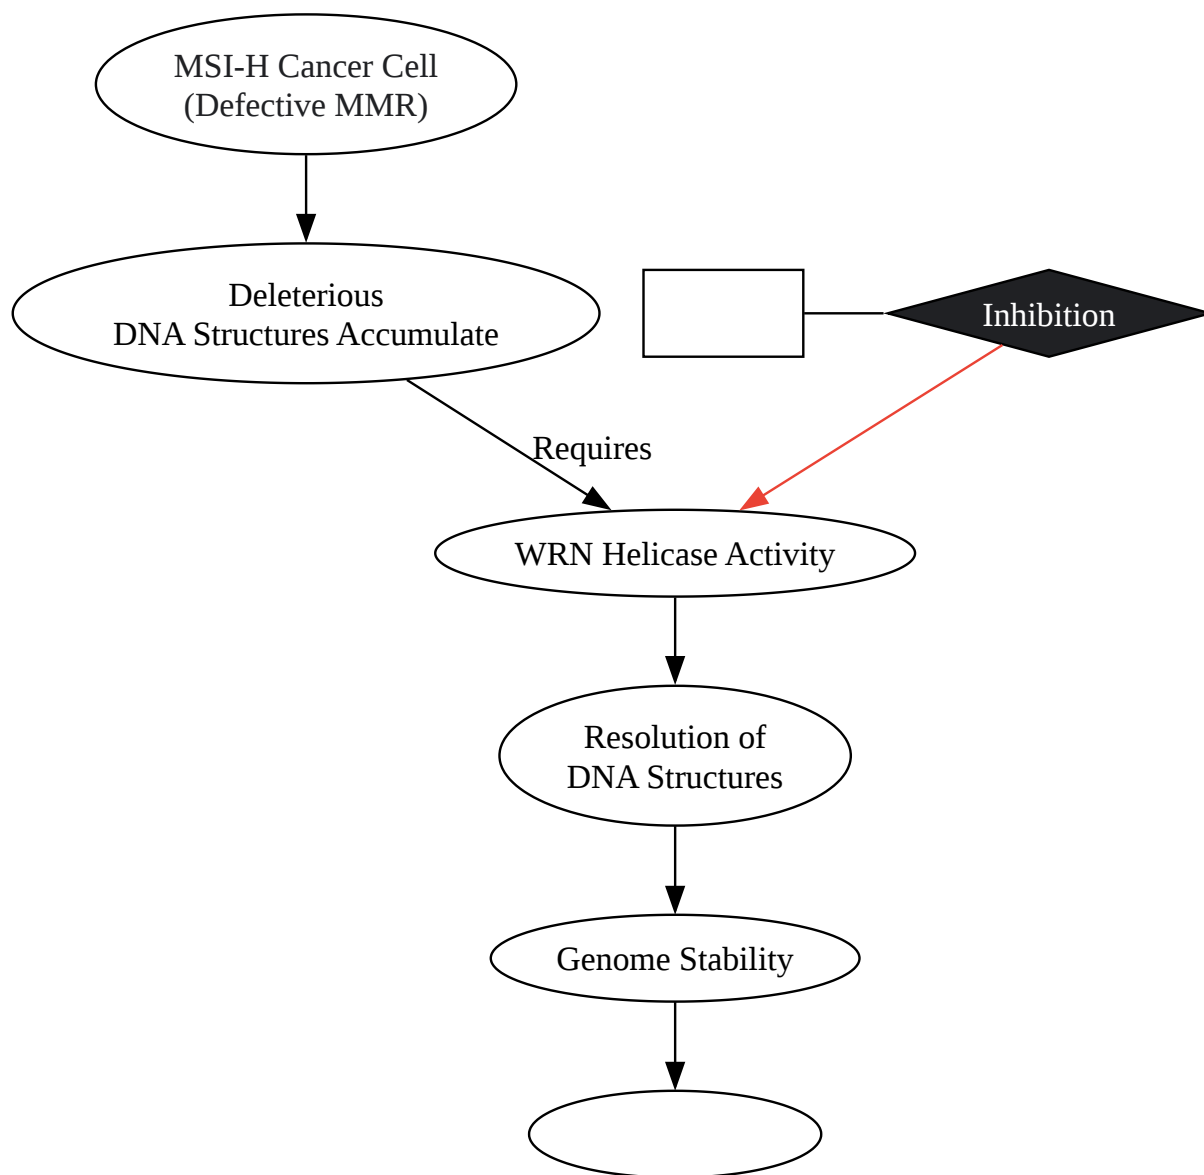 MSI-H Cancer Cell
(Defective MMR)
Deleterious
DNA Structures Accumulate
Inhibition
Requires
WRN Helicase Activity
Resolution of
DNA Structures
Genome Stability